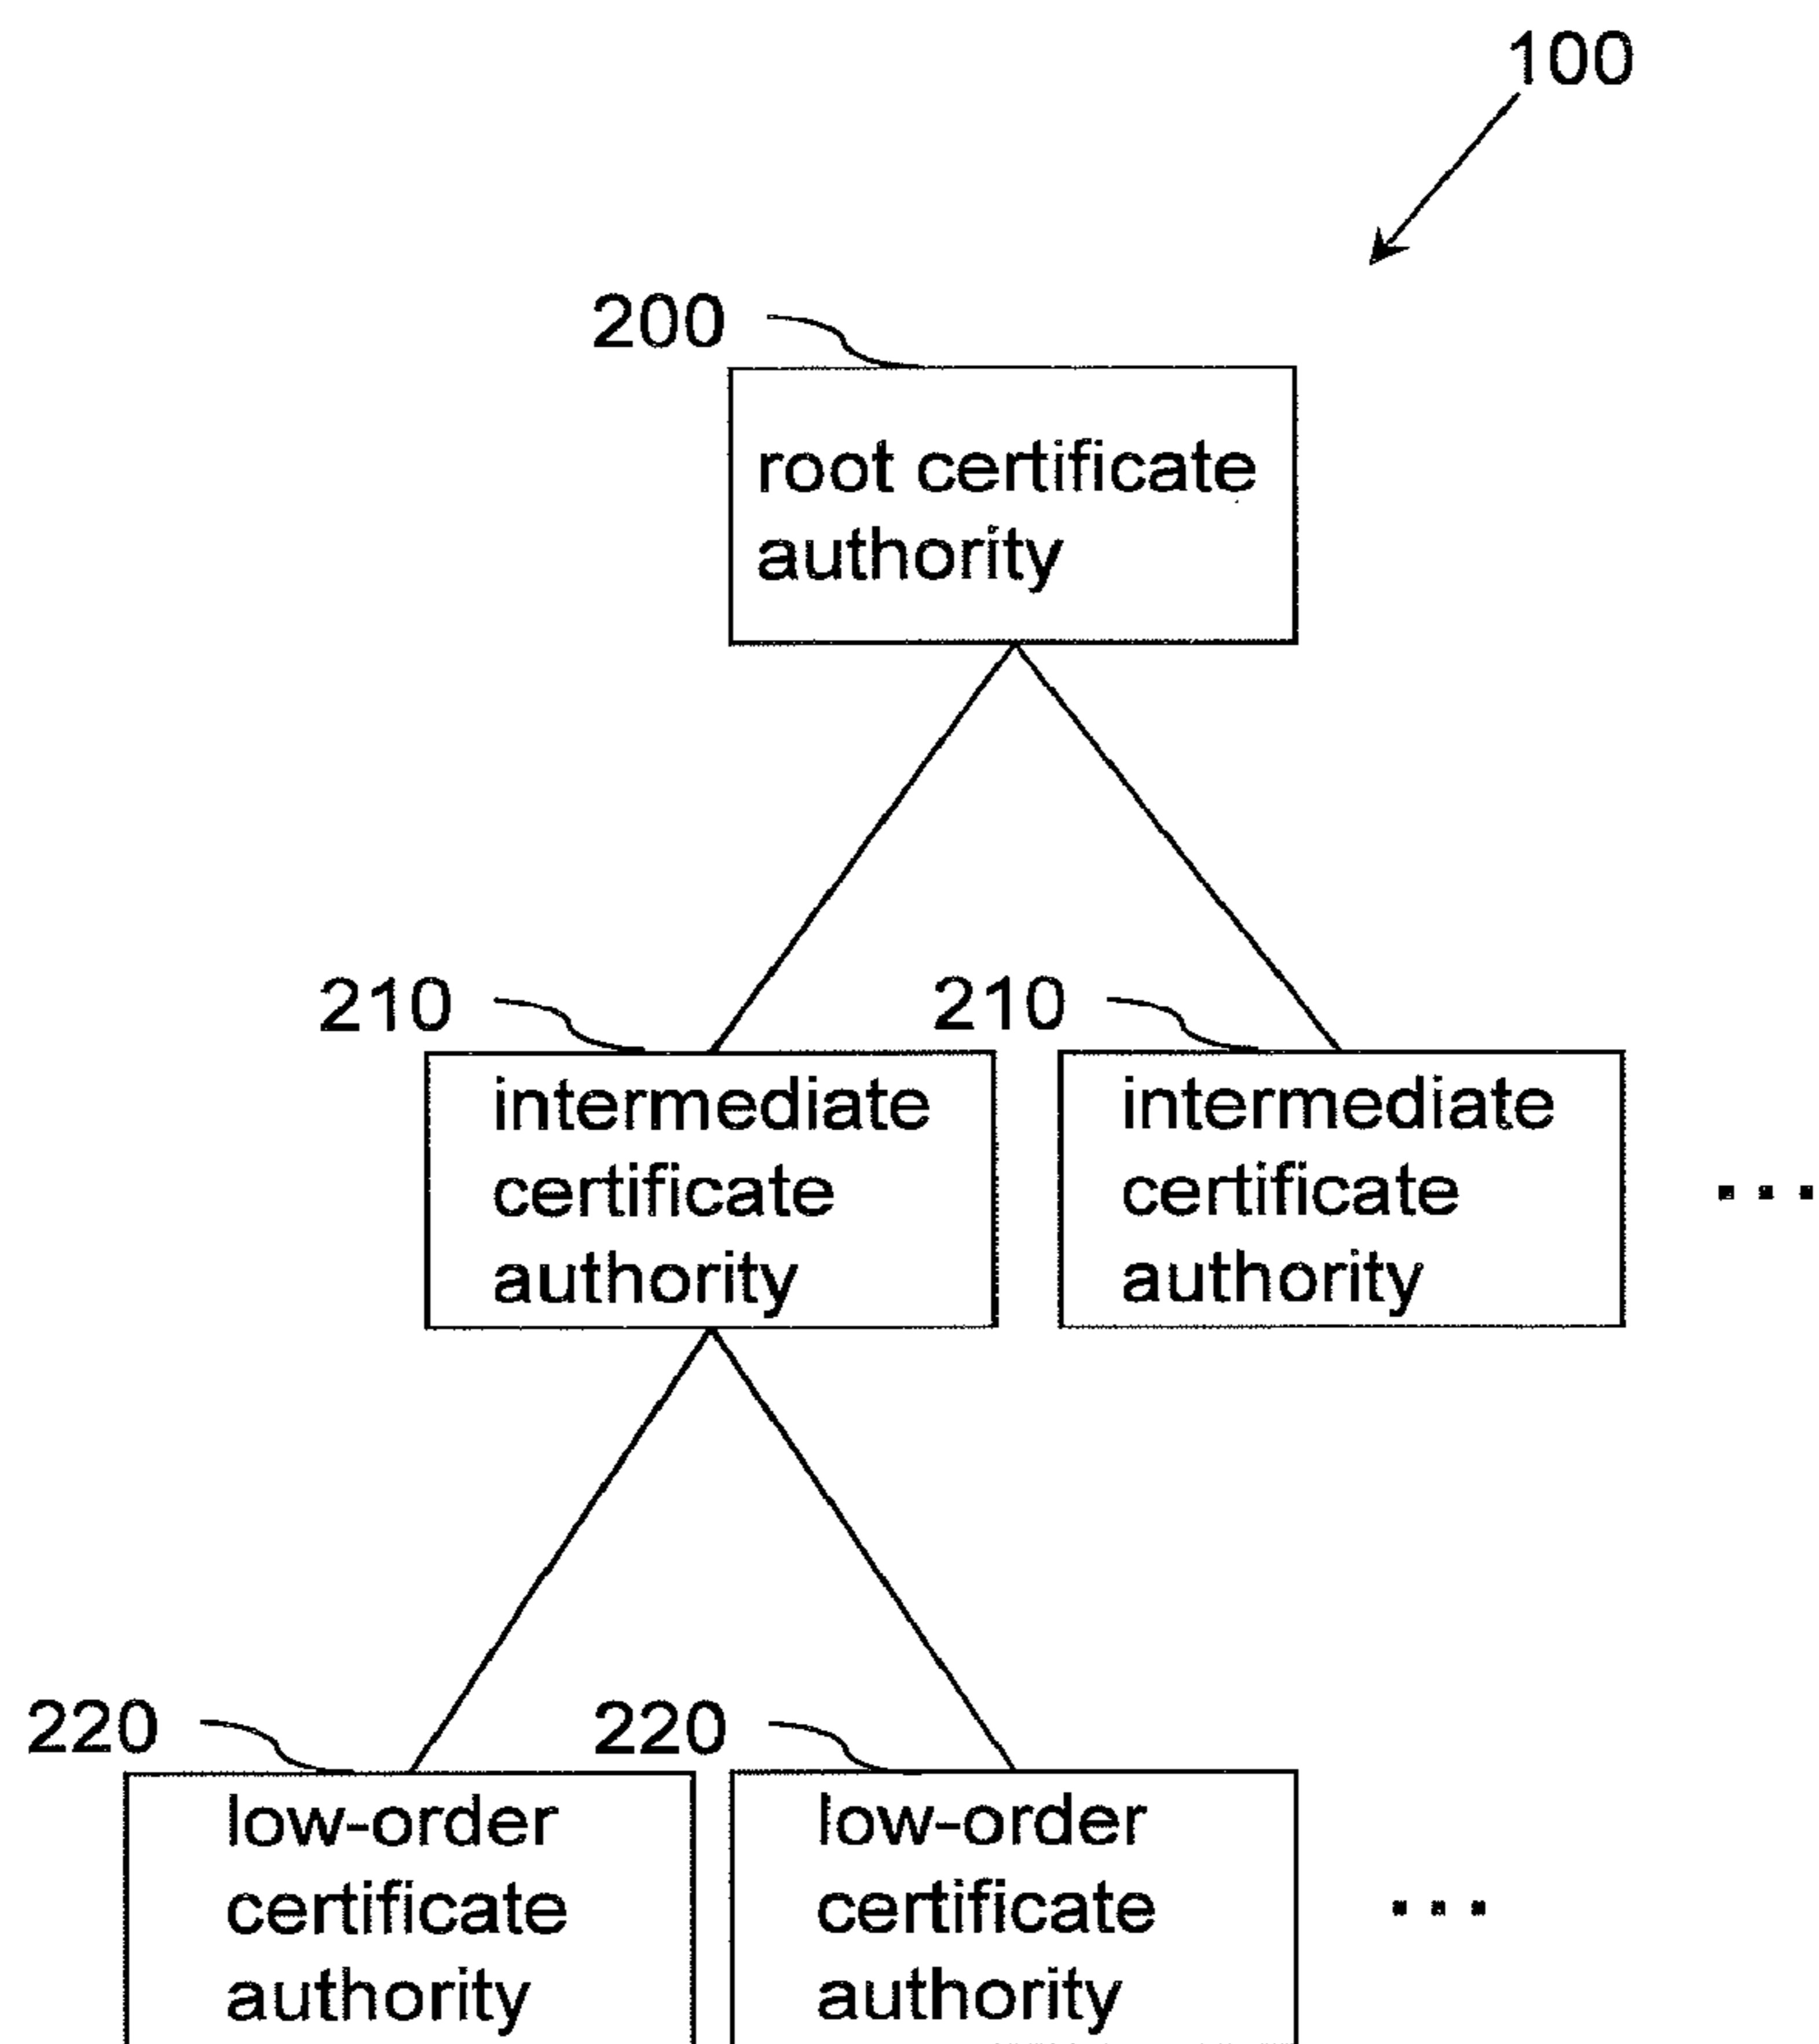 100
200
root certificate
authority
210
210
intermediate
certificate
authority
intermediate
certificate
authority
...
220
220
low-order
certificate
authority
low-order
certificate
authority
...